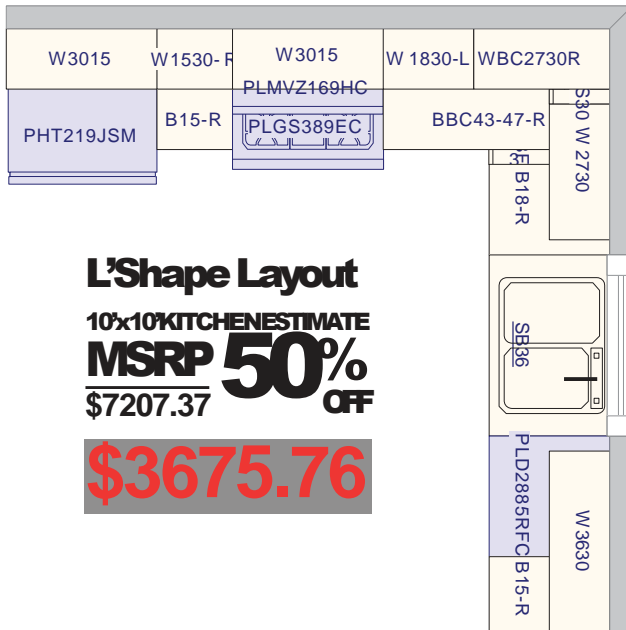 W3015
W1530-R
W3015
W 1830-L
WBC2730R
PLMVZ169HC
PHT219JSM
B15-R
PLGS389EC
BBC43-47-R
S30
W 2730
B18-R
L'Shape Layout
10'x10'KITCHENESTIMATE
MSRP
50%
OFF
$7207.37
$3675.76
SB36
PLD2885RFC
W3630
B15-R